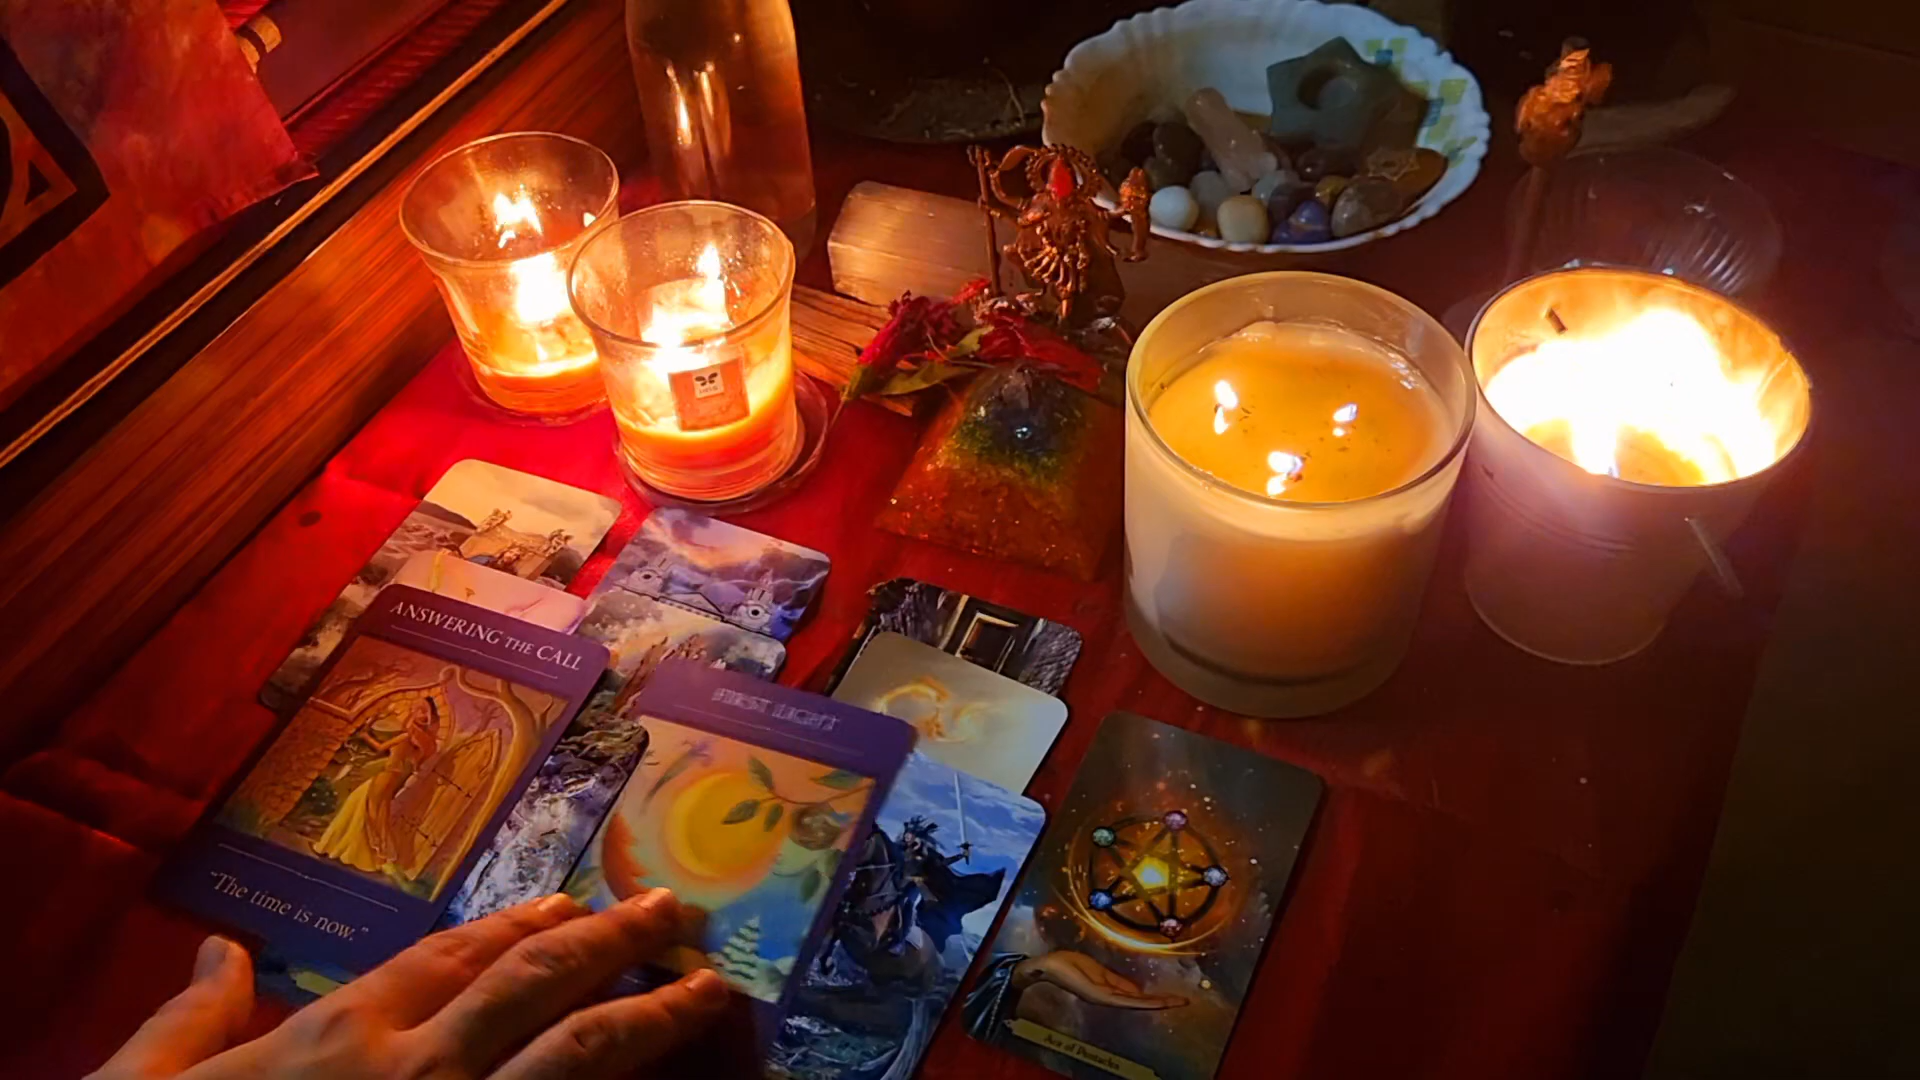 ANSWERING THE CALL
"The time is now."
FIRST LIGHT
Ace of Pentacles